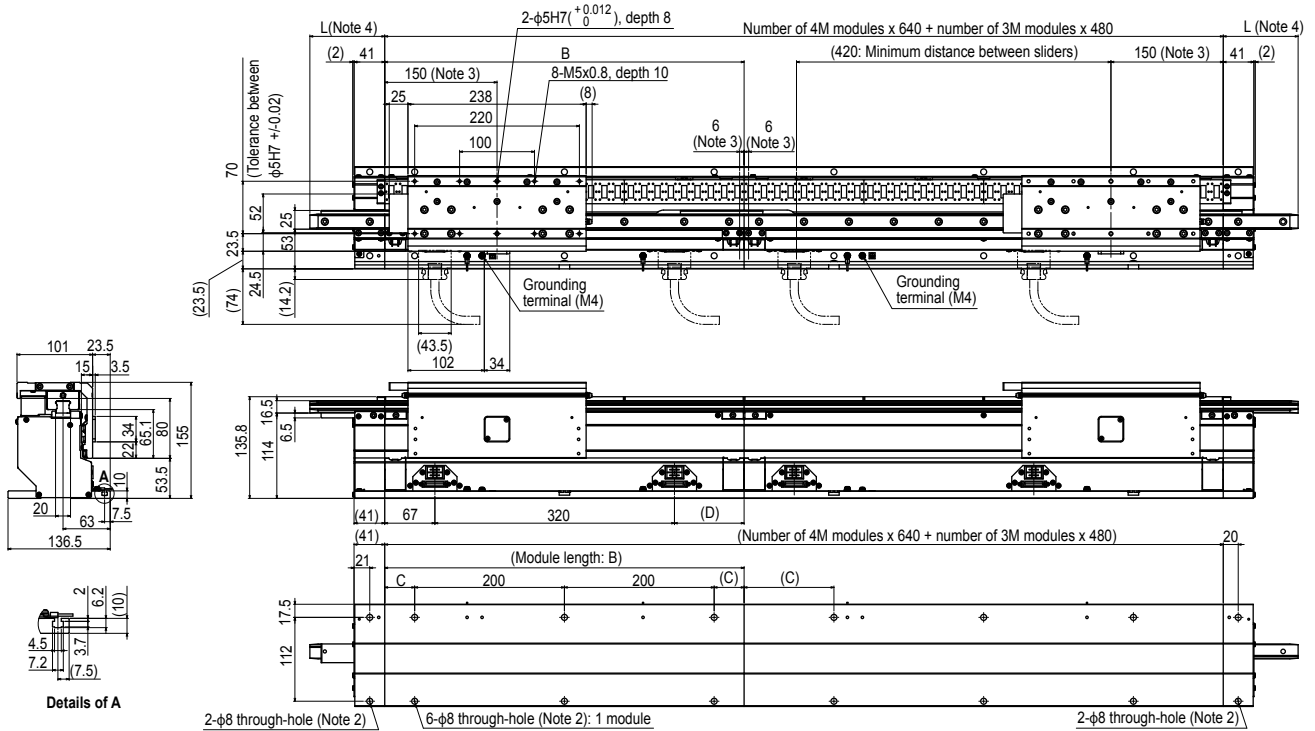 L(Note 4)
2-φ5H7( +0.012 0 ), depth 8
Number of 4M modules x 640 + number of 3M modules x 480
L (Note 4)
(2)
41
B
(420: Minimum distance between sliders)
150 (Note 3)
41
(2)
150 (Note 3)
8-M5x0.8, depth 10
25
238
(8)
220
6
(Note 3)
6
(Note 3)
100
(Tolerance between
φ5H7 +/-0.02)
70
52
25
23.5
53
(23.5)
(74)
24.5
(14.2)
Grounding
terminal (M4)
Grounding
terminal (M4)
(43.5)
102
34
101
23.5
15
3.5
34
65.1
80
155
22
53.5
A
10
20
63
7.5
136.5
135.8
114
16.5
6.5
(41)
67
320
(D)
(41)
(Number of 4M modules x 640 + number of 3M modules x 480)
20
21
(Module length: B)
C
200
200
(C)
(C)
17.5
112
2
6.2
(10)
4.5
3.7
7.2
(7.5)
Details of A
2-φ8 through-hole (Note 2)
6-φ8 through-hole (Note 2): 1 module
2-φ8 through-hole (Note 2)